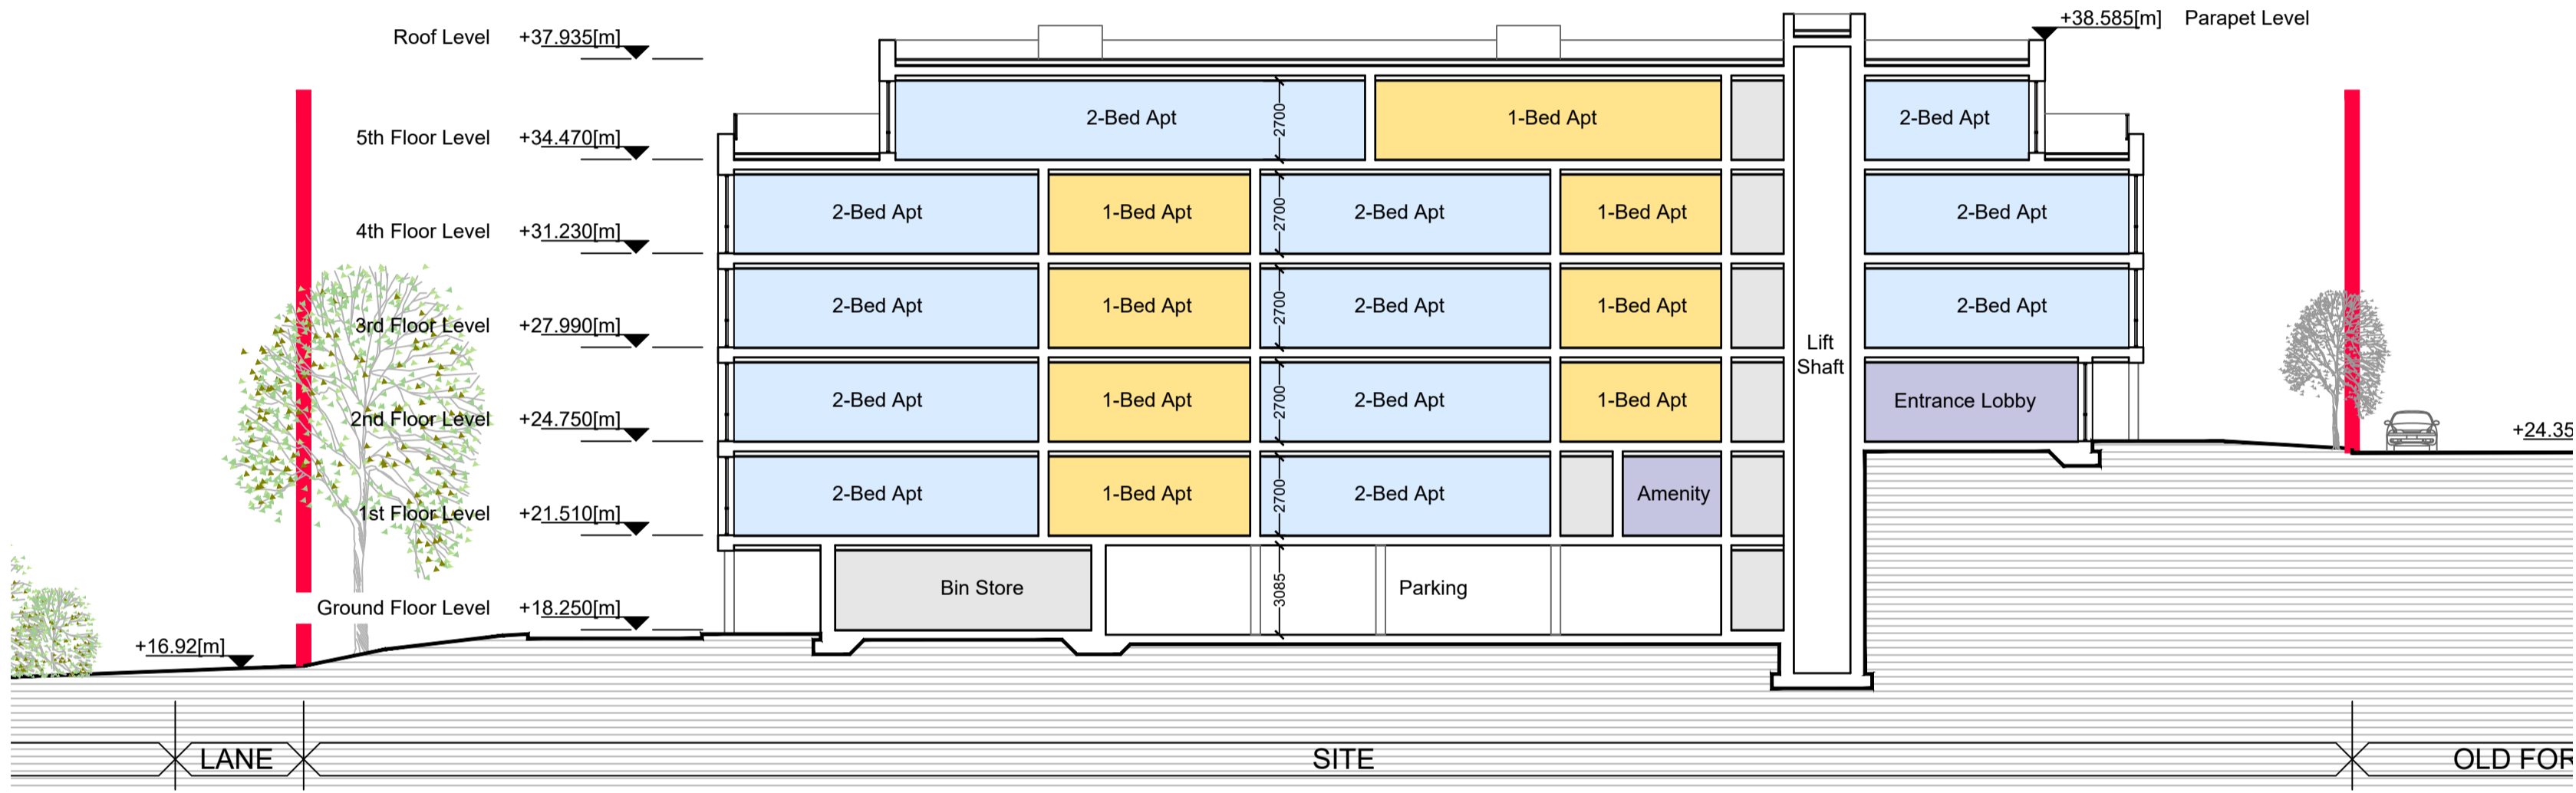 Roof Level +37.935[m]
+38.585[m] Parapet Level
2-Bed Apt 2700 1-Bed Apt 2-Bed Apt
5th Floor Level +34.470[m]
2-Bed Apt 1-Bed Apt 2700 2-Bed Apt 1-Bed Apt 2-Bed Apt
4th Floor Level +31.230[m]
2-Bed Apt 1-Bed Apt 2700 2-Bed Apt 1-Bed Apt 2-Bed Apt
3rd Floor Level +27.990[m]
Lift
Shaft
2-Bed Apt 1-Bed Apt 2700 2-Bed Apt 1-Bed Apt Entrance Lobby
2nd Floor Level +24.750[m]
+24.35
2-Bed Apt 1-Bed Apt 2700 2-Bed Apt Amenity
1st Floor Level +21.510[m]
Bin Store 3085 Parking
Ground Floor Level +18.250[m]
+16.92[m]
LANE SITE OLD FOR